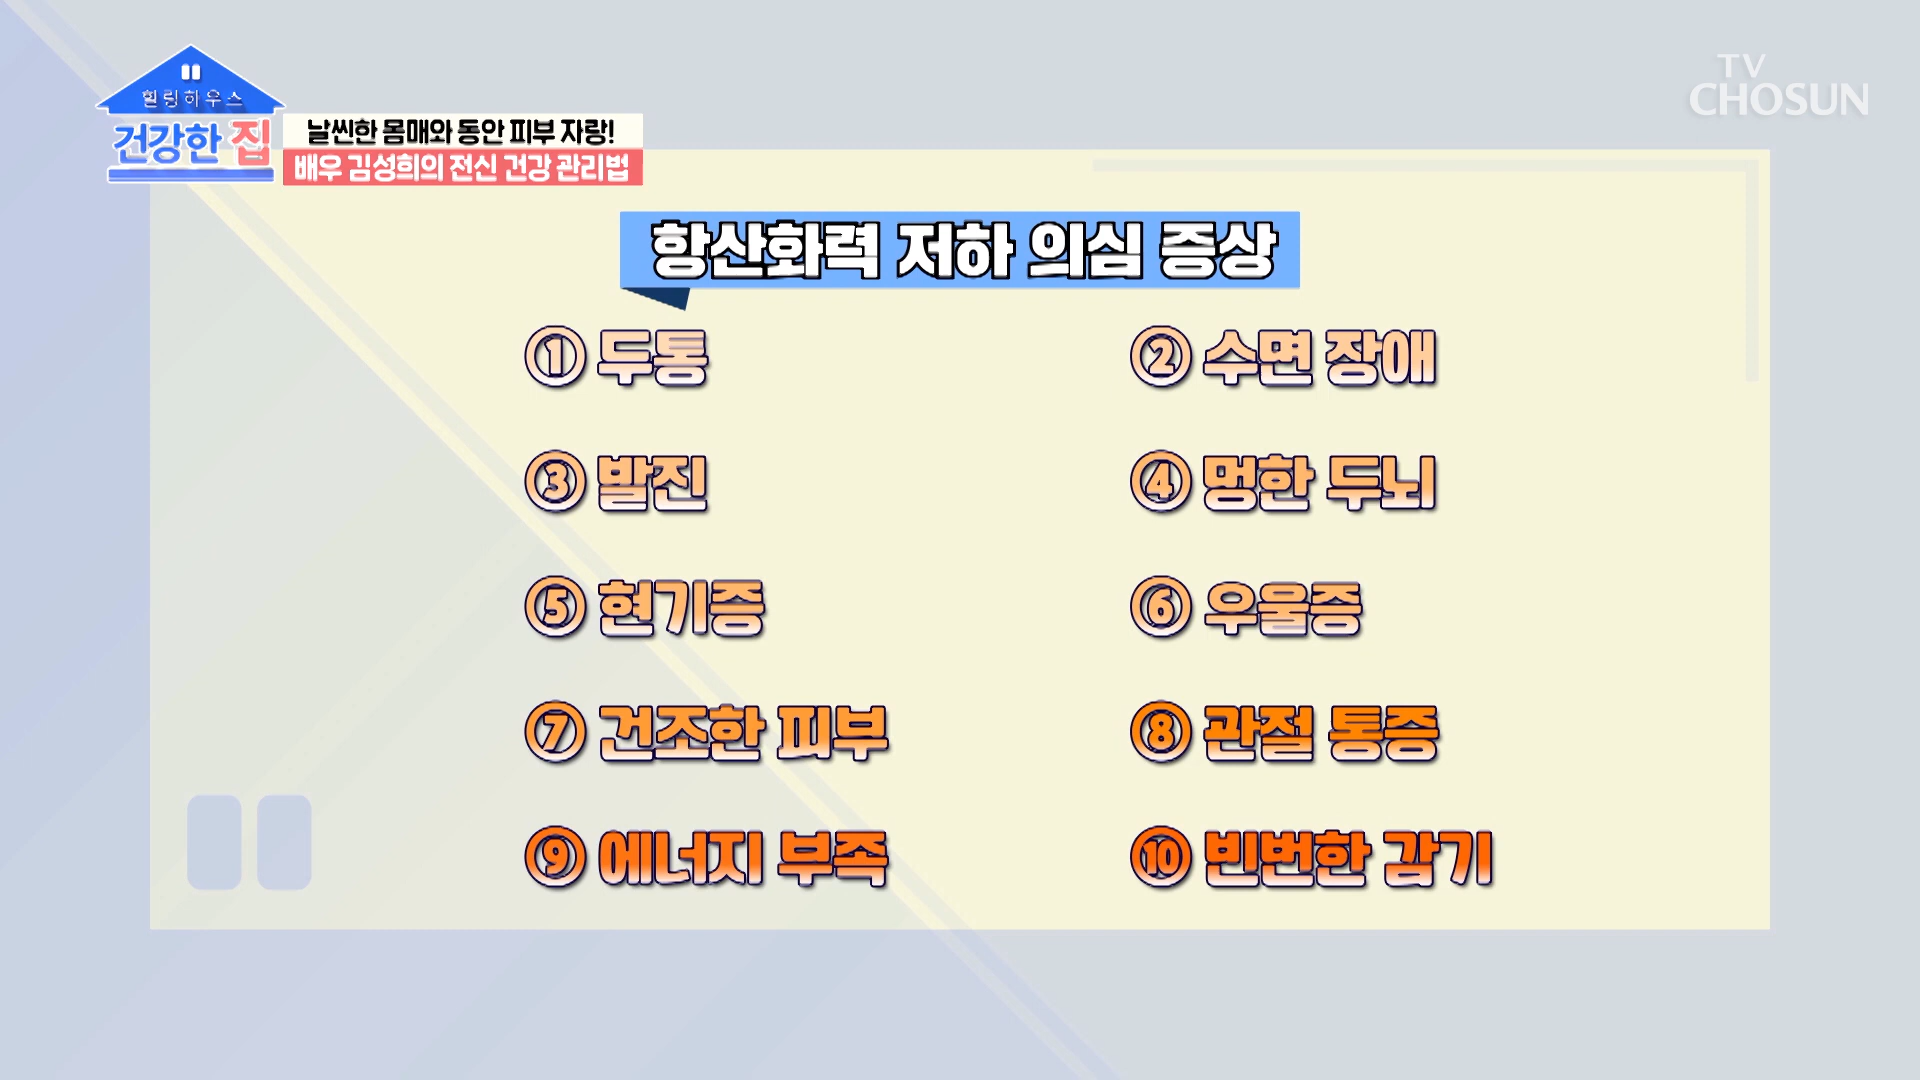 힐링하우스
건강한 집
날씬한 몸매와 동안 피부 자랑!
배우 김성희의 전신 건강 관리법
TV
CHOSUN
항산화력 저하 의심 증상
① 두통
② 수면 장애
③ 발진
④ 멍한 두뇌
⑤ 현기증
⑥ 우울증
⑦ 건조한 피부
⑧ 관절 통증
⑨ 에너지 부족
⑩ 빈번한 감기